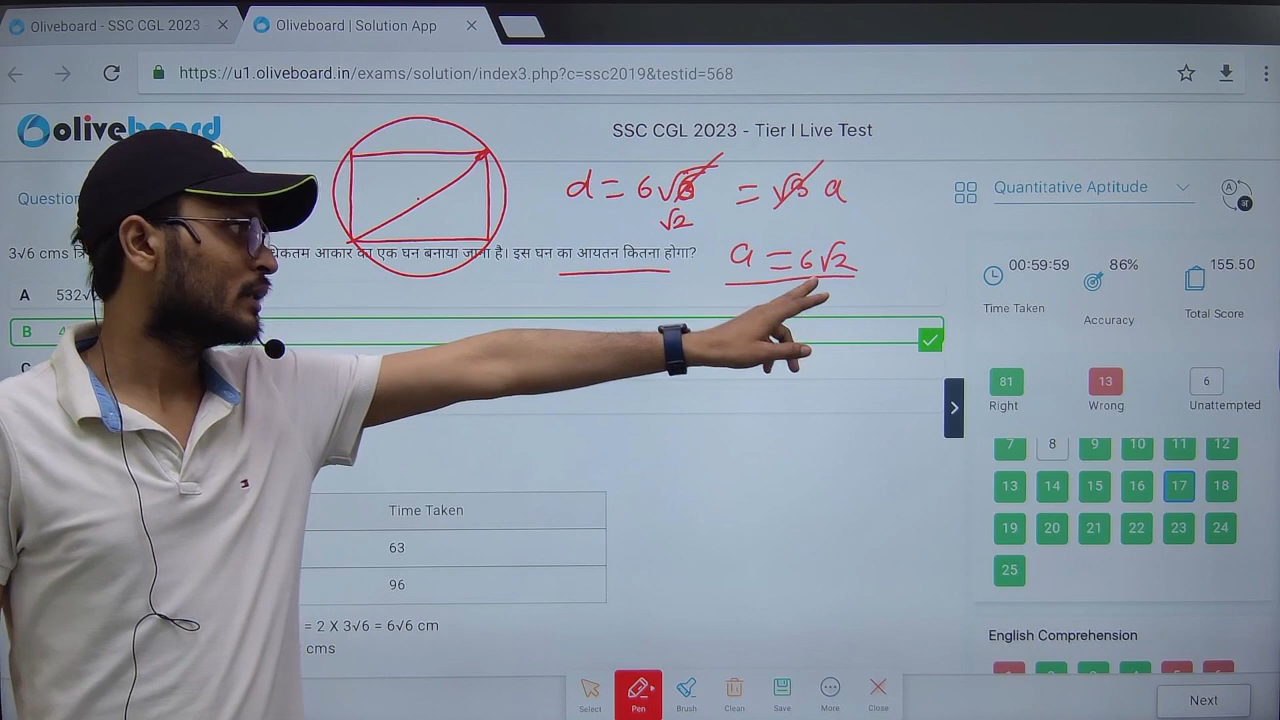 Oliveboard - SSC CGL 2023
Oliveboard | Solution App
https://u1.oliveboard.in/exams/solution/index3.php?c=ssc2019&testid=568
oliveboard
SSC CGL 2023 - Tier I Live Test
Question
Quantitative Aptitude
A
अ
d = 6√6 = √3 a
√2
3√6 cms
आकार का एक घन बनाया जाता है। इस घन का आयतन कितना होगा?
a = 6√2
00:59:59
86%
155.50
Time Taken
Accuracy
Total Score
A 532√
B 4
C
81
13
6
Right
Wrong
Unattempted
7 8 9 10 11 12
13 14 15 16 17 18
19 20 21 22 23 24
25
Time Taken
63
96
= 2 X 3√6 = 6√6 cm
cms
English Comprehension
Select
Pen
Brush
Clean
Save
More
Close
Next